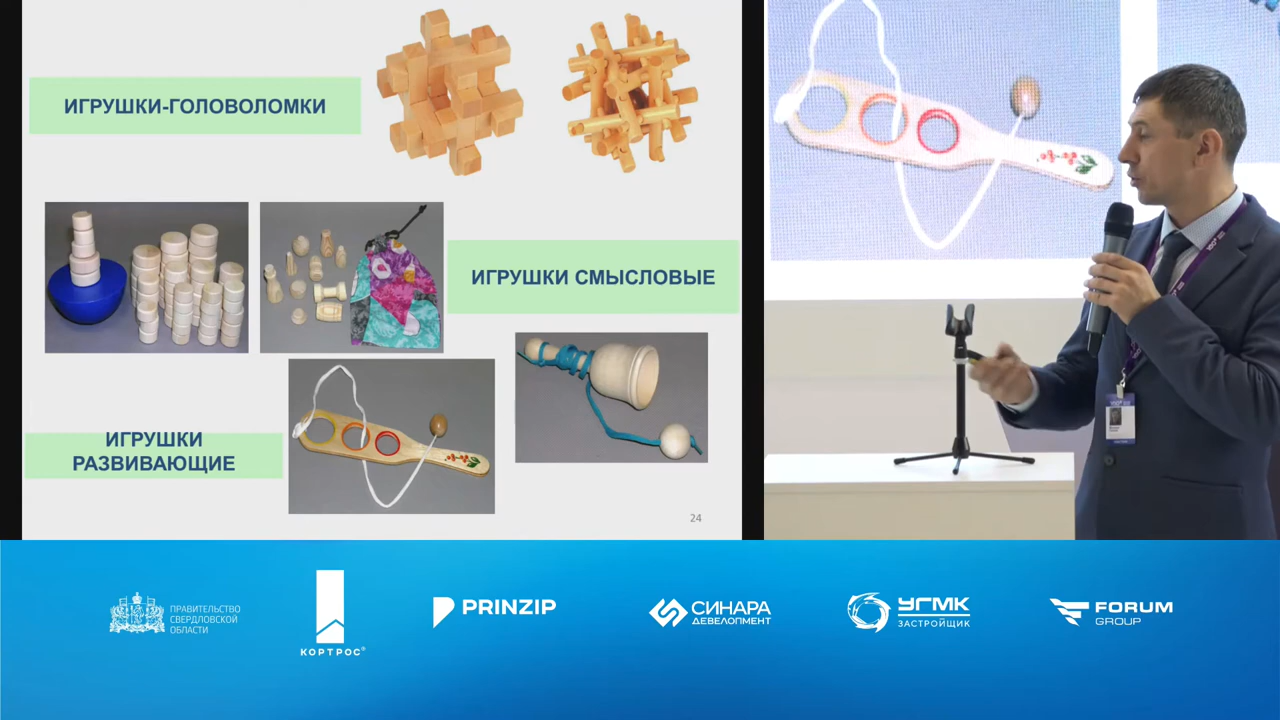 ИГРУШКИ-ГОЛОВОЛОМКИ
ИГРУШКИ СМЫСЛОВЫЕ
ИГРУШКИ
РАЗВИВАЮЩИЕ
24
ПРАВИТЕЛЬСТВО
СВЕРДЛОВСКОЙ
ОБЛАСТИ
КОРТРОС®
PRINZIP
СИНАРА
ДЕВЕЛОПМЕНТ
УГМК
ЗАСТРОЙЩИК
FORUM
GROUP